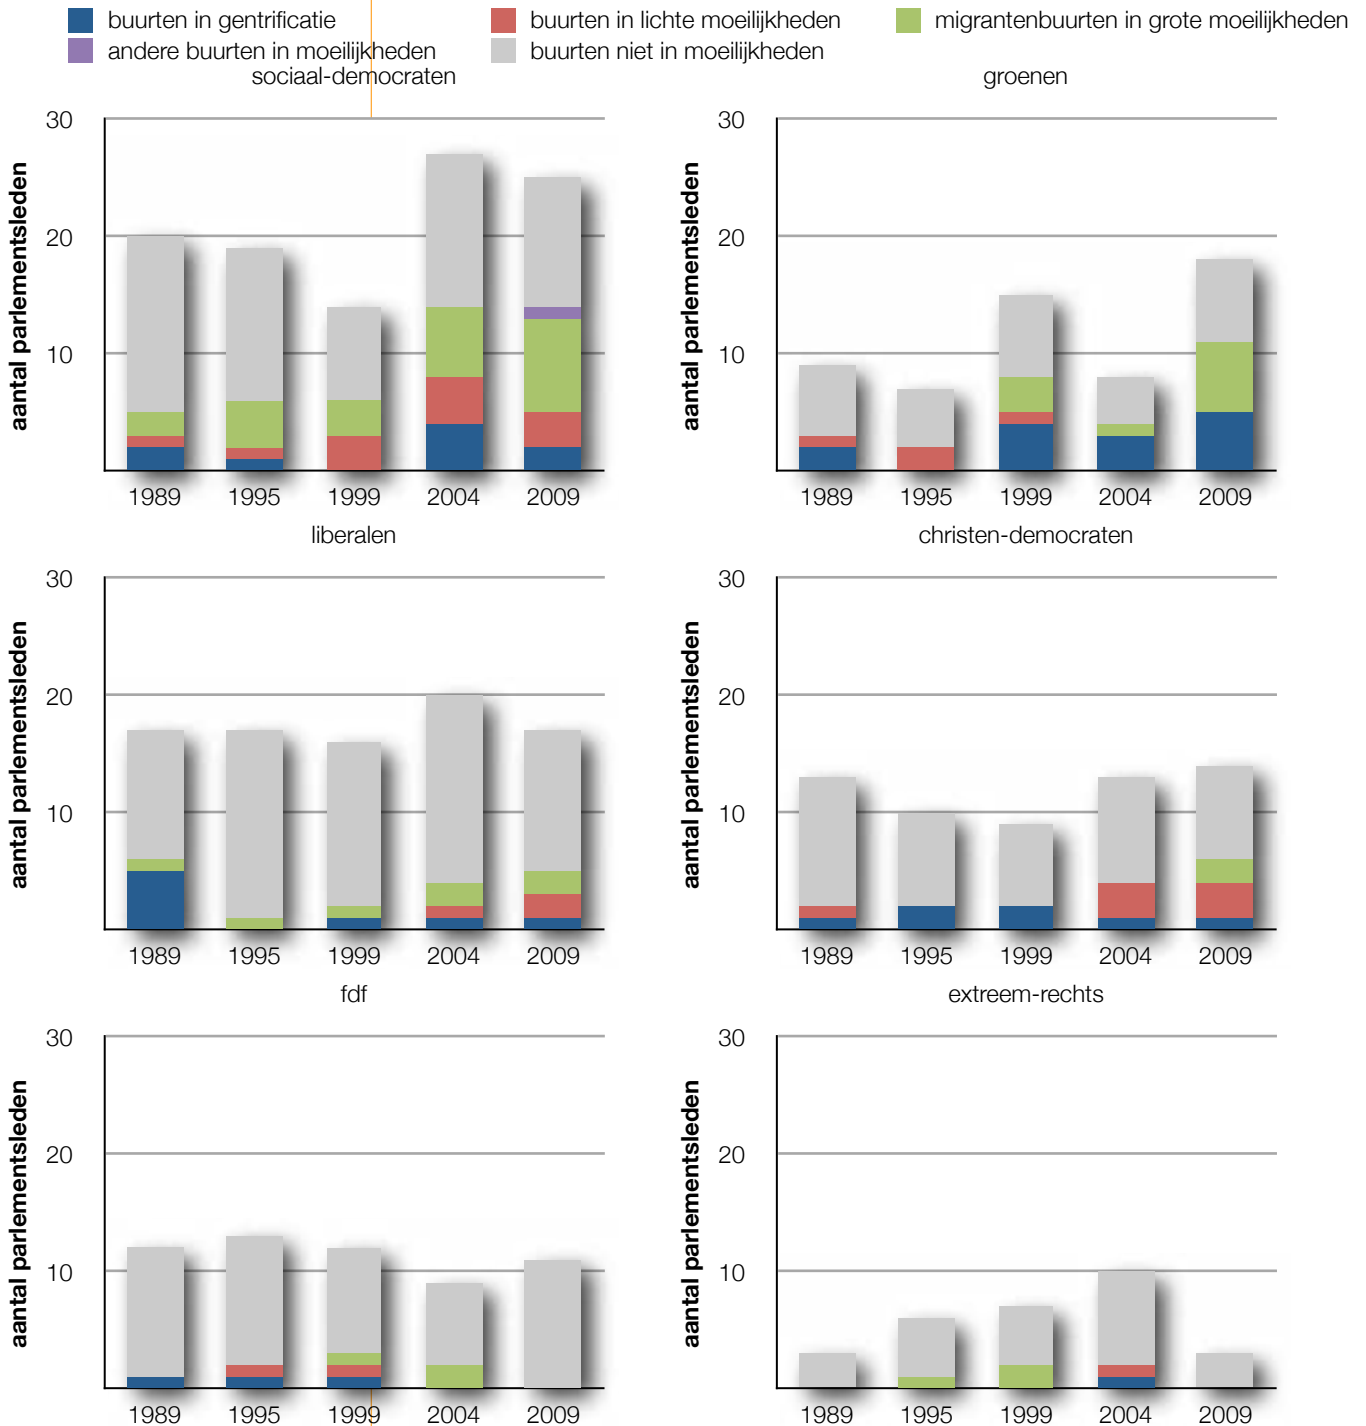 buurten in gentrificatie
buurten in lichte moeilijkheden
migrantenbuurten in grote moeilijkheden
andere buurten in moeilijkheden
buurten niet in moeilijkheden
sociaal-democraten
aantal parlementsleden
30
20
10
1989 1995 1999 2004 2009
groenen
aantal parlementsleden
30
20
10
1989 1995 1999 2004 2009
liberalen
aantal parlementsleden
30
20
10
1989 1995 1999 2004 2009
christen-democraten
aantal parlementsleden
30
20
10
1989 1995 1999 2004 2009
fdf
aantal parlementsleden
30
20
10
1989 1995 1999 2004 2009
extreem-rechts
aantal parlementsleden
30
20
10
1989 1995 1999 2004 2009